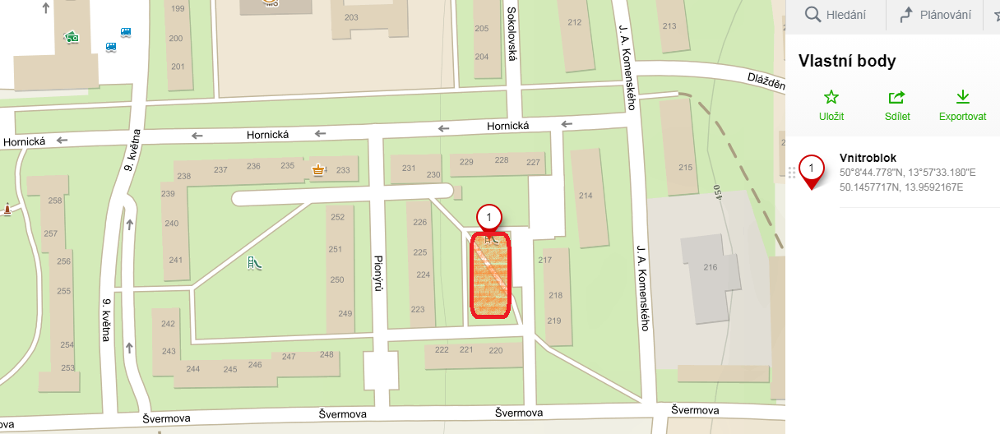 Hledání
Plánování
Vlastní body
Uložit
Sdílet
Exportovat
1
Vnitroblok
50°8'44.778"N, 13°57'33.180"E
50.1457717N, 13.9592167E
199
200
201
203
205
204
Sokolovská
212
213
J. A. Komenského
Dlážděn
Hornická
Hornická
Hornická
9. května
258
257
256
255
254
253
238
237
236
235
233
239
240
241
231
230
229
228
227
214
215
450
252
251
250
249
226
225
224
223
1
217
218
219
216
Pionýrů
J. A. Komenského
9. května
242
243
244
245
246
247
248
222
221
220
ova
Švermova
Švermova
Švermova
Švermova